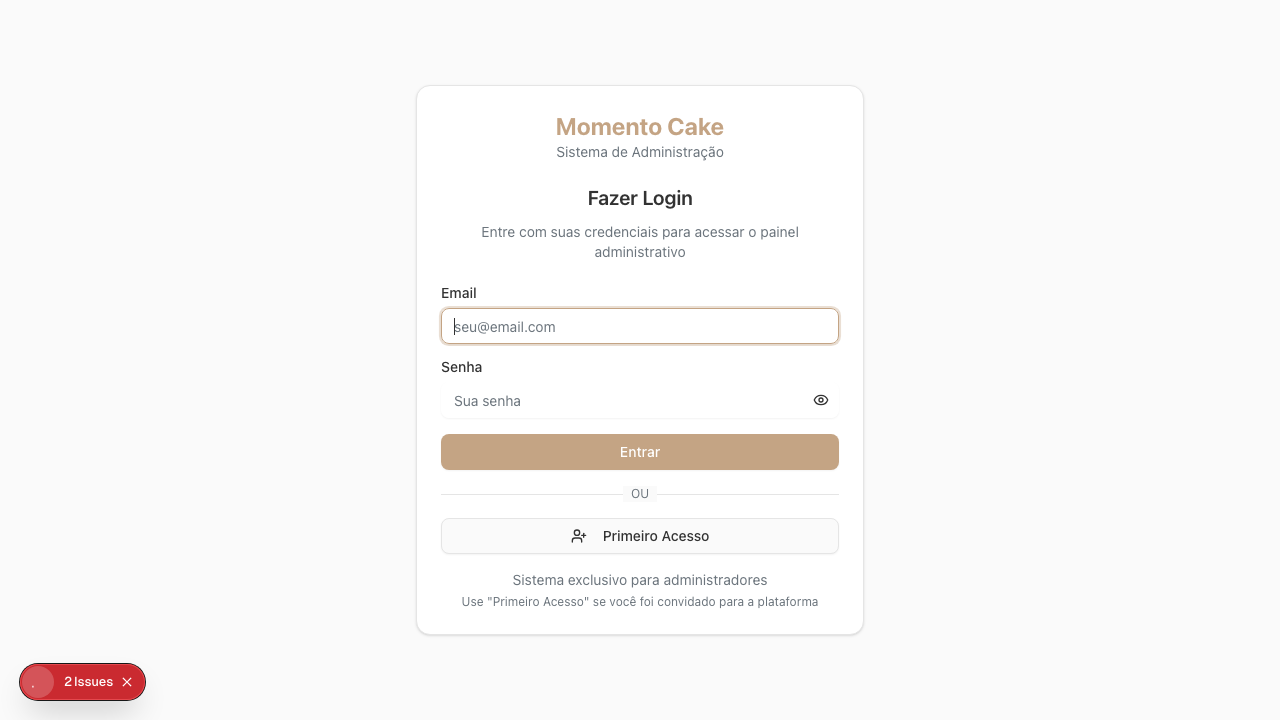 Momento Cake
Sistema de Administração
Fazer Login
Entre com suas credenciais para acessar o painel
administrativo
Email
seu@email.com
Senha
Sua senha
Entrar
OU
Primeiro Acesso
Sistema exclusivo para administradores
Use "Primeiro Acesso" se você foi convidado para a plataforma
2 Issues